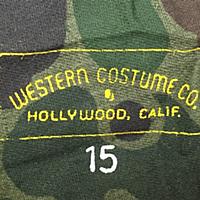 WESTERN COSTUME CO.
HOLLYWOOD, CALIF.
15